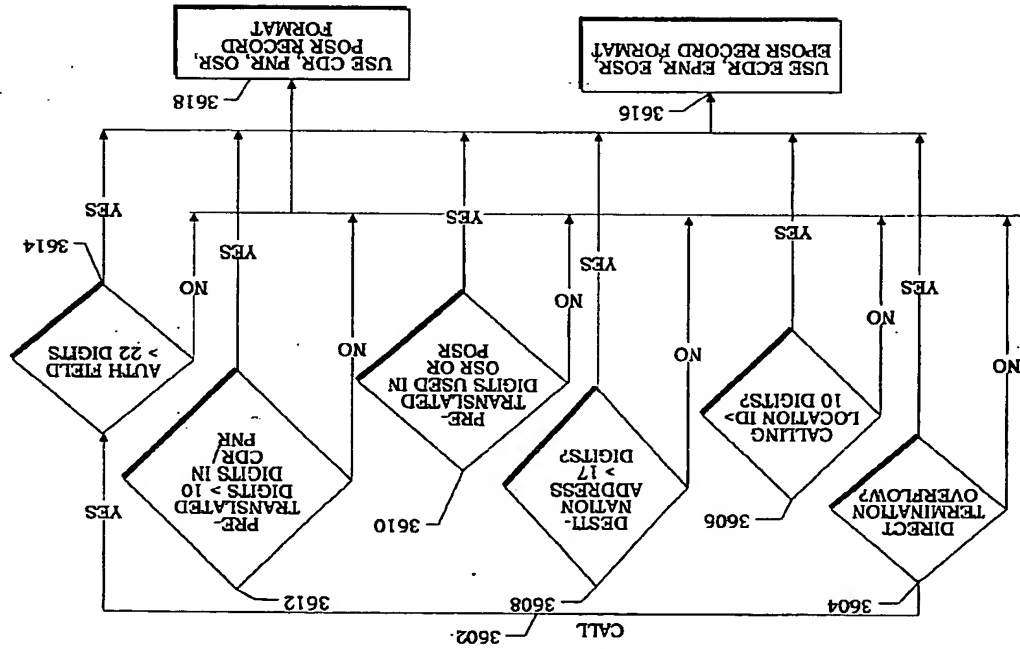 CALL
3602
3604
3608
3612
DIRECT
TERMINATION
OVERFLOW?
3606
CALLING
LOCATION ID>
10 DIGITS?
DESTI-
NATION
ADDRESS
> 17
DIGITS?
3610
PRE-
TRANSLATED
DIGITS USED IN
OSR OR
POSR
PRE-
TRANSLATED
DIGITS > 10
DIGITS IN
CDR/
PNR
YES
AUTH FIELD
> 22 DIGITS
3614
NO
YES
NO
YES
NO
YES
NO
YES
NO
YES
NO
YES
3616
USE ECDR, EPNR, EOSR,
EPOSR RECORD FORMAT
3618
USE CDR, PNR, OSR,
POSR RECORD
FORMAT